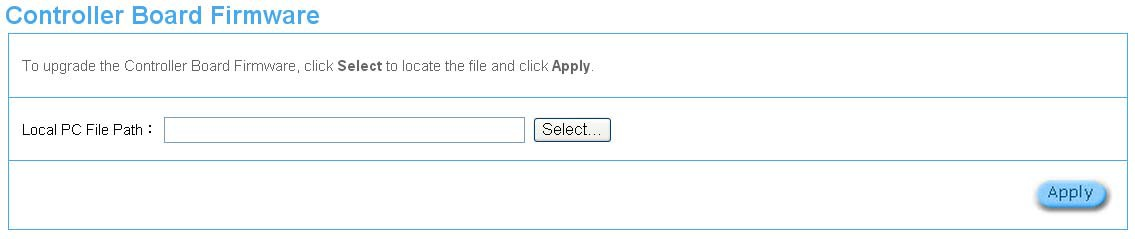 Controller Board Firmware
To upgrade the Controller Board Firmware, click Select to locate the file and click Apply.
Local PC File Path： Select...
Apply